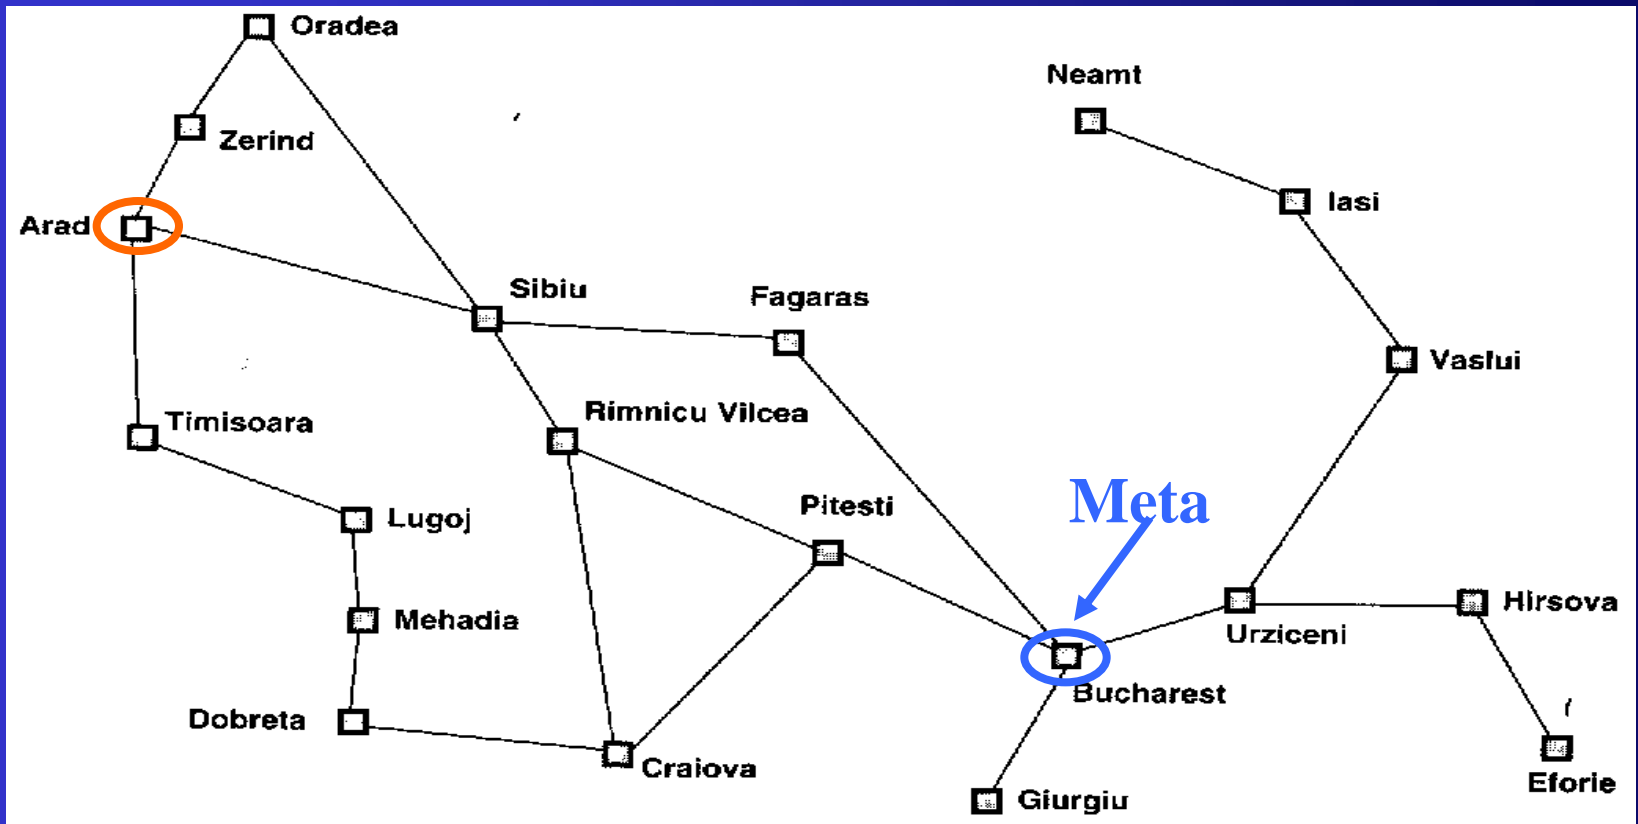 Oradea
Neamt
Zerind
Iasi
Arad
Sibiu
Fagaras
Vaslui
Rimnicu Vilcea
Timisoara
Meta
Pitesti
Lugoj
Hirsova
Mehadia
Urziceni
Bucharest
Dobreta
Craiova
Eforie
Giurgiu